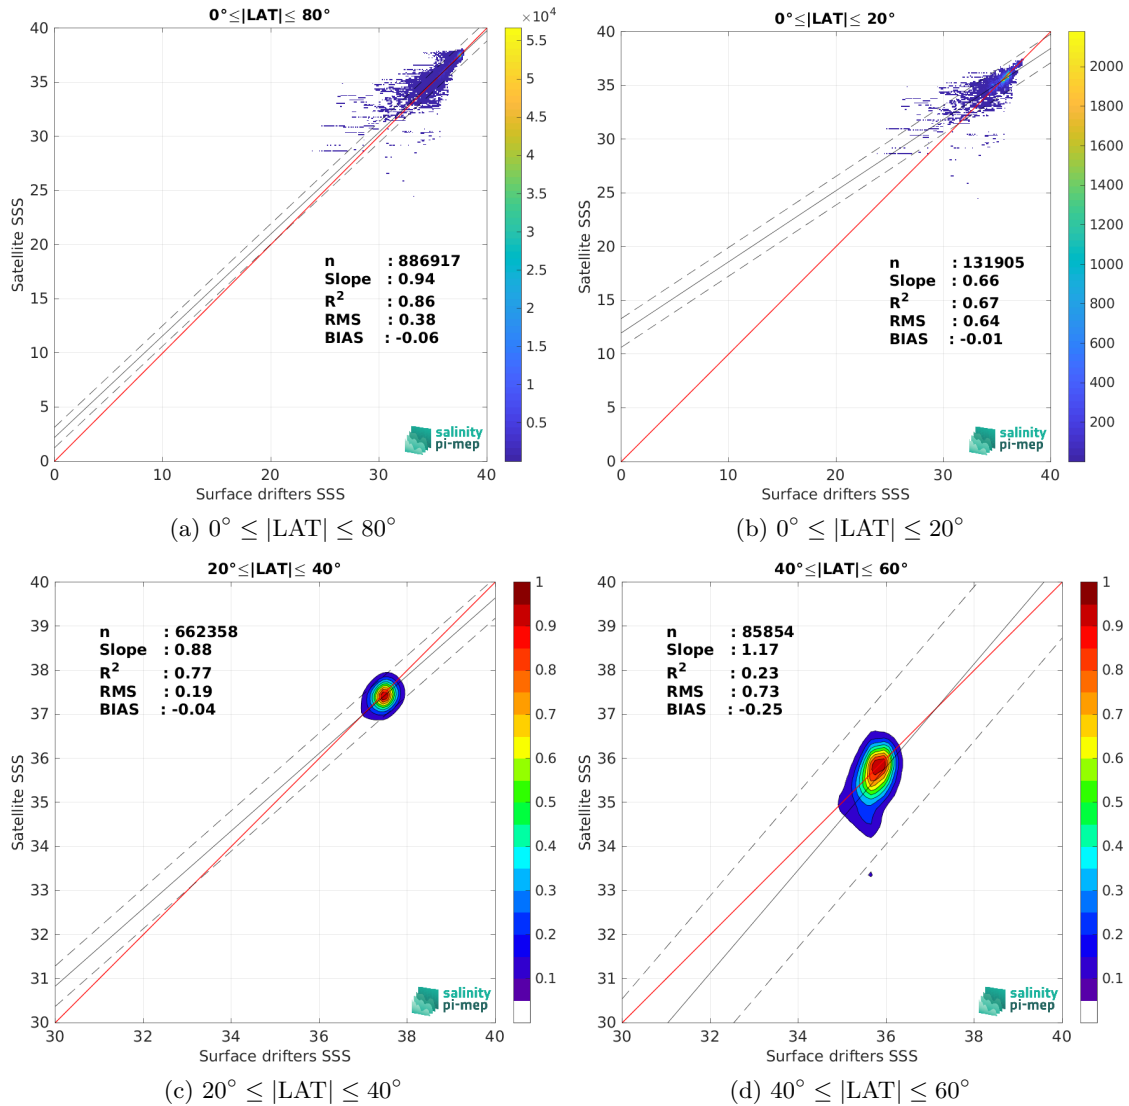 0°≤|LAT|≤ 80°
×10⁴
40
35
30
25
20
15
10
5
0
0
10
20
30
40
Satellite SSS
Surface drifters SSS
n : 886917
Slope : 0.94
R² : 0.86
RMS : 0.38
BIAS : -0.06
salinity
pi-mep
5.5
5
4.5
4
3.5
3
2.5
2
1.5
1
0.5
(a) 0° ≤ |LAT| ≤ 80°
0°≤|LAT|≤ 20°
40
35
30
25
20
15
10
5
0
0
10
20
30
40
Satellite SSS
Surface drifters SSS
n : 131905
Slope : 0.66
R² : 0.67
RMS : 0.64
BIAS : -0.01
salinity
pi-mep
2000
1800
1600
1400
1200
1000
800
600
400
200
(b) 0° ≤ |LAT| ≤ 20°
20°≤|LAT|≤ 40°
40
39
38
37
36
35
34
33
32
31
30
30
32
34
36
38
40
Satellite SSS
Surface drifters SSS
n : 662358
Slope : 0.88
R² : 0.77
RMS : 0.19
BIAS : -0.04
salinity
pi-mep
1
0.9
0.8
0.7
0.6
0.5
0.4
0.3
0.2
0.1
(c) 20° ≤ |LAT| ≤ 40°
40°≤|LAT|≤ 60°
40
39
38
37
36
35
34
33
32
31
30
30
32
34
36
38
40
Satellite SSS
Surface drifters SSS
n : 85854
Slope : 1.17
R² : 0.23
RMS : 0.73
BIAS : -0.25
salinity
pi-mep
1
0.9
0.8
0.7
0.6
0.5
0.4
0.3
0.2
0.1
(d) 40° ≤ |LAT| ≤ 60°